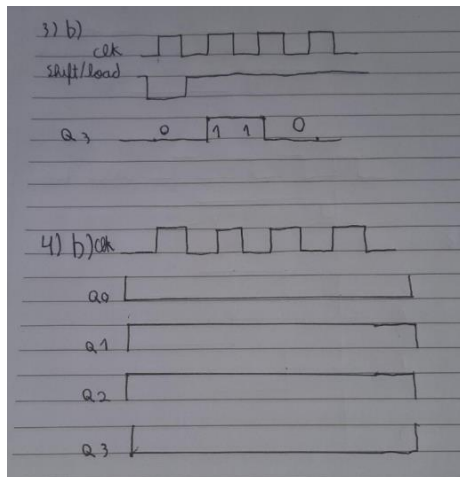 3) b)
clk
shift/load
Q3 0 1 1 0
4) b) clk
Q0
Q1
Q2
Q3